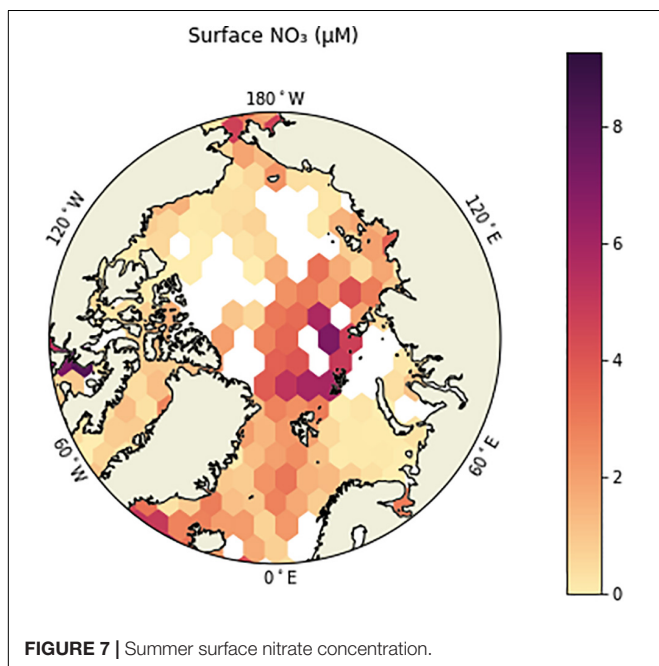 Surface NO₃ (μM)
180°W
120°W
120°E
60°W
60°E
0°E
8
6
4
2
0
FIGURE 7 | Summer surface nitrate concentration.